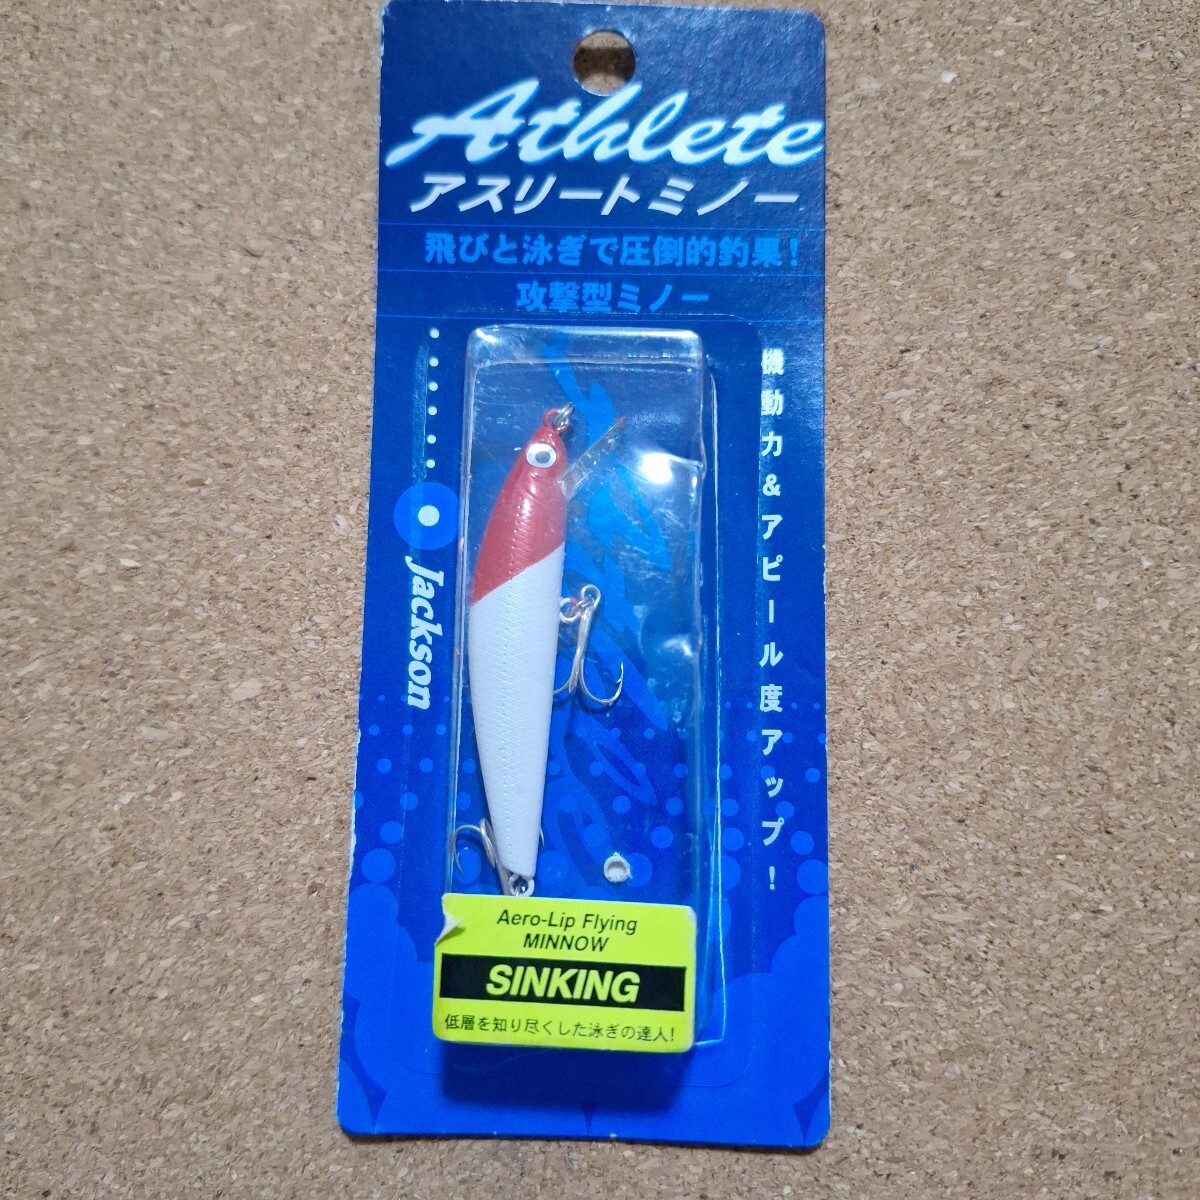 Athlete
アスリートミノー
飛びと泳ぎで圧倒的釣果!
攻撃型ミノー
機動力&アピール度アップ!
Jackson
Aero-Lip Flying
MINNOW
SINKING
低層を知り尽くした泳ぎの達人!